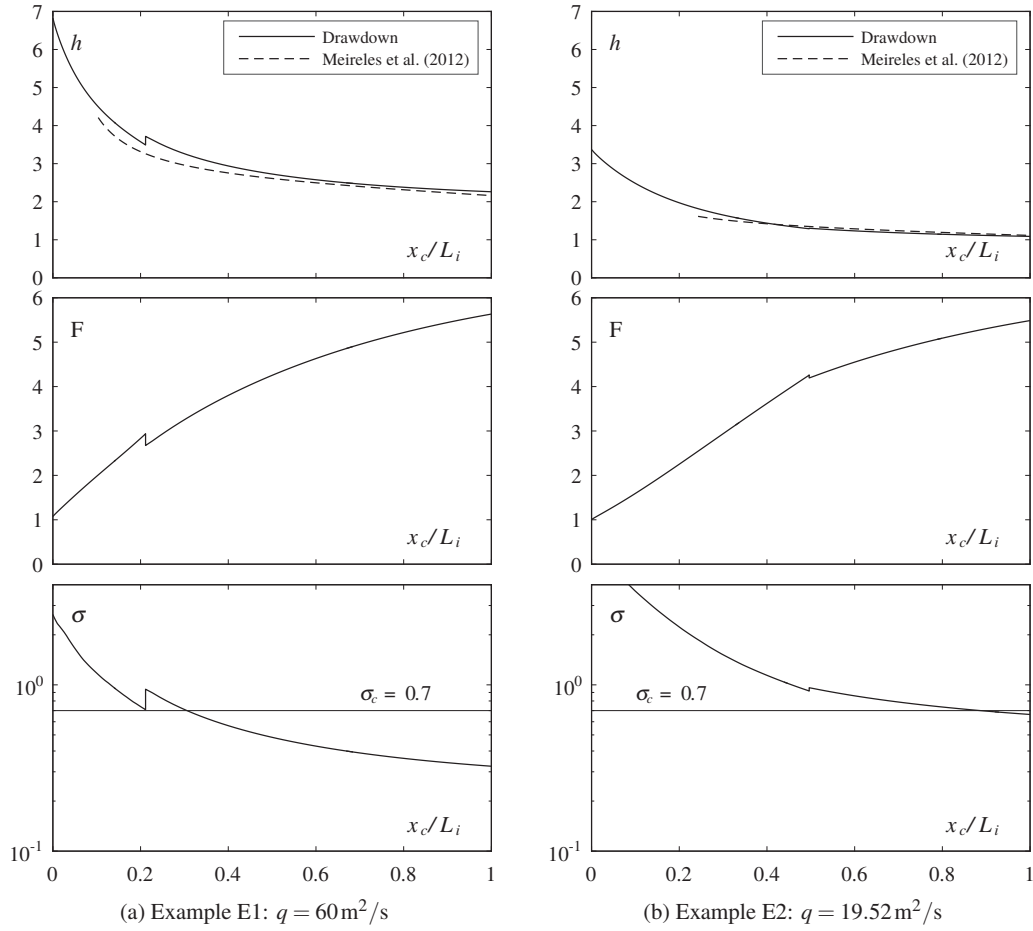 7
6
5
4
3
2
1
0
h
Drawdown
Meireles et al. (2012)
x_c/L_i
7
6
5
4
3
2
1
0
h
Drawdown
Meireles et al. (2012)
x_c/L_i
6
5
4
3
2
1
0
F
x_c/L_i
6
5
4
3
2
1
0
F
x_c/L_i
10^0
10^-1
σ
σ_c = 0.7
x_c/L_i
0 0.2 0.4 0.6 0.8 1
10^0
10^-1
σ
σ_c = 0.7
x_c/L_i
0 0.2 0.4 0.6 0.8 1
(a) Example E1: q = 60 m²/s
(b) Example E2: q = 19.52 m²/s